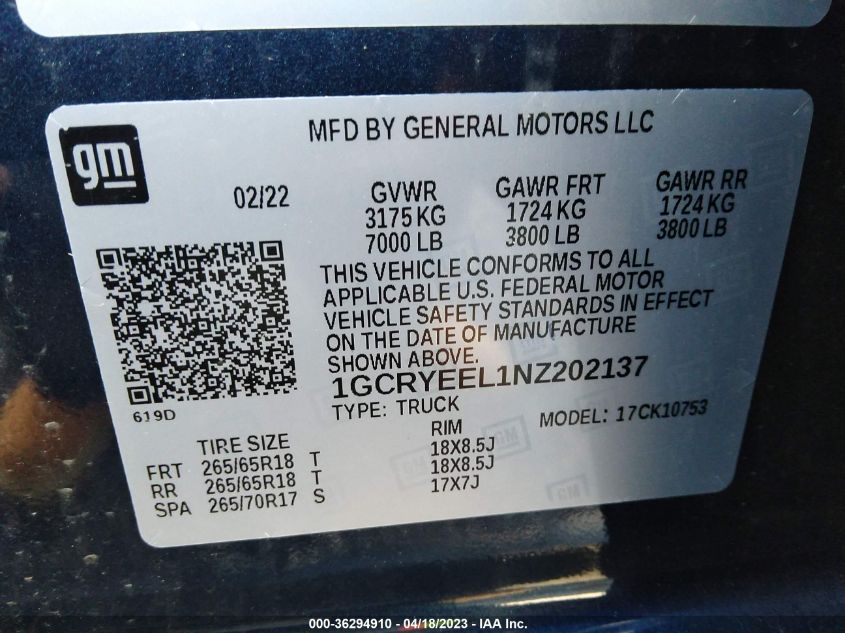 gm
MFD BY GENERAL MOTORS LLC
02/22
GVWR GAWR FRT GAWR RR
3175 KG 1724 KG 1724 KG
7000 LB 3800 LB 3800 LB
THIS VEHICLE CONFORMS TO ALL
APPLICABLE U.S. FEDERAL MOTOR
VEHICLE SAFETY STANDARDS IN EFFECT
ON THE DATE OF MANUFACTURE
SHOWN ABOVE.
1GCRYEEL1NZ202137
619D
TYPE: TRUCK MODEL: 17CK10753
TIRE SIZE RIM
FRT 265/65R18 T 18X8.5J
RR 265/65R18 T 18X8.5J
SPA 265/70R17 S 17X7J
000-36294910 - 04/18/2023 - IAA Inc.